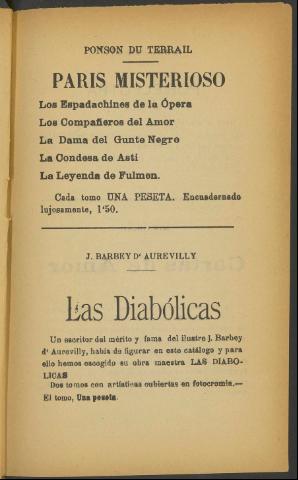 PONSON DU TERRAIL
PARIS MISTERIOSO
Los Espadachines de la Ópera
Los Compañeros del Amor
La Dama del Gunte Negro
La Condesa de Asti
La Leyenda de Fulmen.
Cada tomo UNA PESETA. Encuadernado
lujosamente, 1'50.
J. BARBEY D' AUREVILLY
Las Diabólicas
Un escritor del mérito y fama del ilustre J. Barbey
d' Aurevilly, había de figurar en este catálogo y para
ello hemos escogido su obra maestra LAS DIABO-
LICAS
Dos tomos con artísticas cubiertas en fotocromía.—
El tomo, Una peseta.